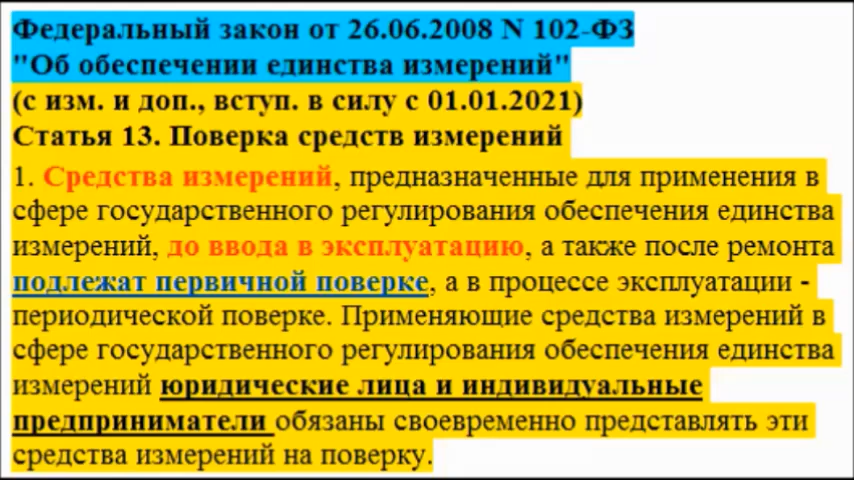 Федеральный закон от 26.06.2008 N 102-ФЗ
"Об обеспечении единства измерений"
(с изм. и доп., вступ. в силу с 01.01.2021)
Статья 13. Поверка средств измерений
1. Средства измерений, предназначенные для применения в
сфере государственного регулирования обеспечения единства
измерений, до ввода в эксплуатацию, а также после ремонта
подлежат первичной поверке, а в процессе эксплуатации -
периодической поверке. Применяющие средства измерений в
сфере государственного регулирования обеспечения единства
измерений юридические лица и индивидуальные
предприниматели обязаны своевременно представлять эти
средства измерений на поверку.